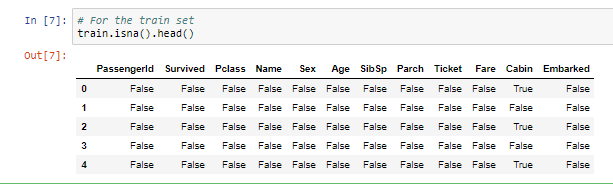 In [7]: # For the train set
train.isna().head()
Out[7]:
PassengerId Survived Pclass Name Sex Age SibSp Parch Ticket Fare Cabin Embarked
0 False False False False False False False False False False True False
1 False False False False False False False False False False False False
2 False False False False False False False False False False True False
3 False False False False False False False False False False False False
4 False False False False False False False False False False True False